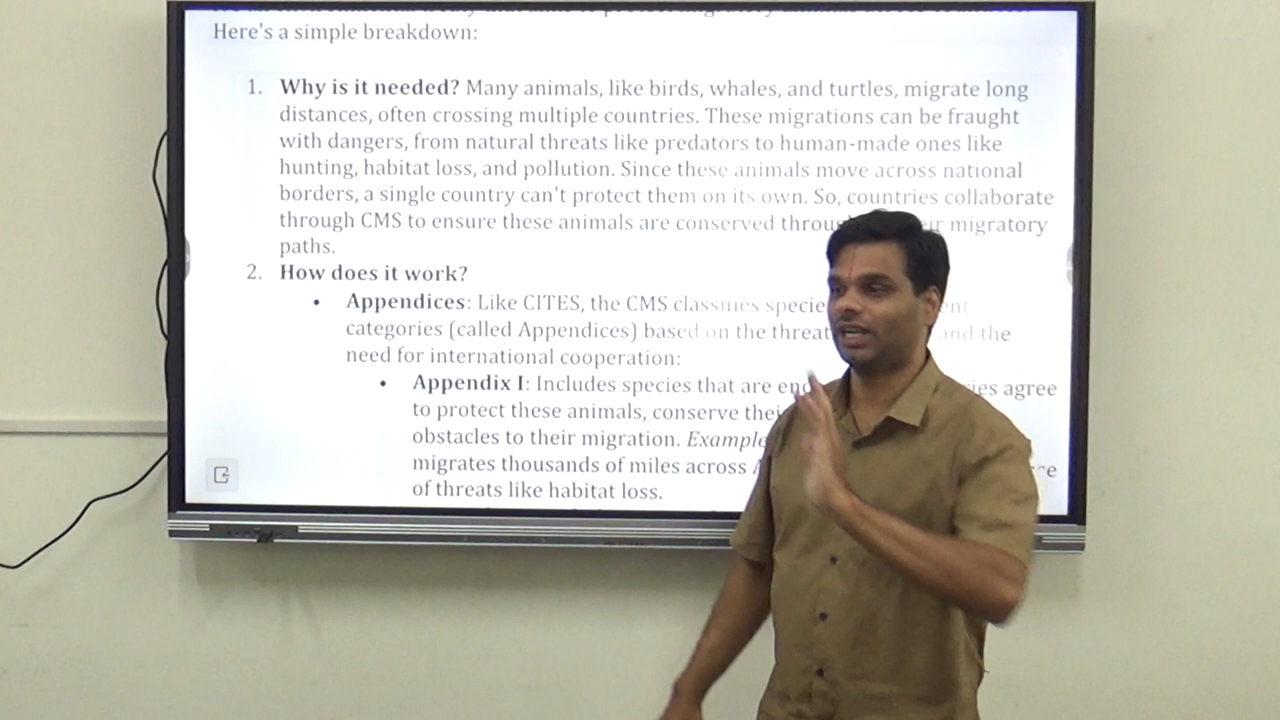 Here's a simple breakdown:
1. Why is it needed? Many animals, like birds, whales, and turtles, migrate long
distances, often crossing multiple countries. These migrations can be fraught
with dangers, from natural threats like predators to human-made ones like
hunting, habitat loss, and pollution. Since these animals move across national
borders, a single country can't protect them on its own. So, countries collaborate
through CMS to ensure these animals are conserved migratory
paths.
2. How does it work?
• Appendices: Like CITES, the CMS classifies
categories (called Appendices) based on the and the
need for international cooperation:
• Appendix I: Includes species that are agree
to protect these animals, conserve
obstacles to their migration. Example
migrates thousands of miles across
of threats like habitat loss.